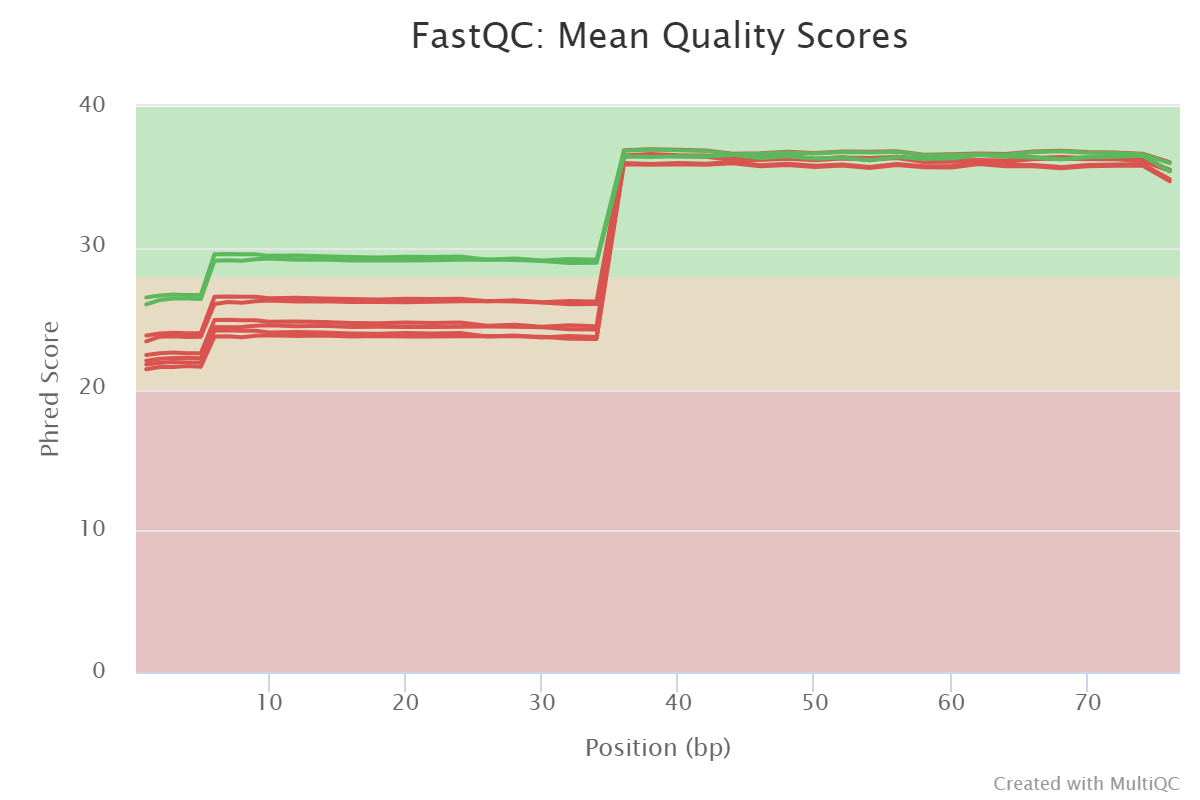 FastQC: Mean Quality Scores
40
30
20
10
0
Phred Score
10 20 30 40 50 60 70
Position (bp)
Created with MultiQC